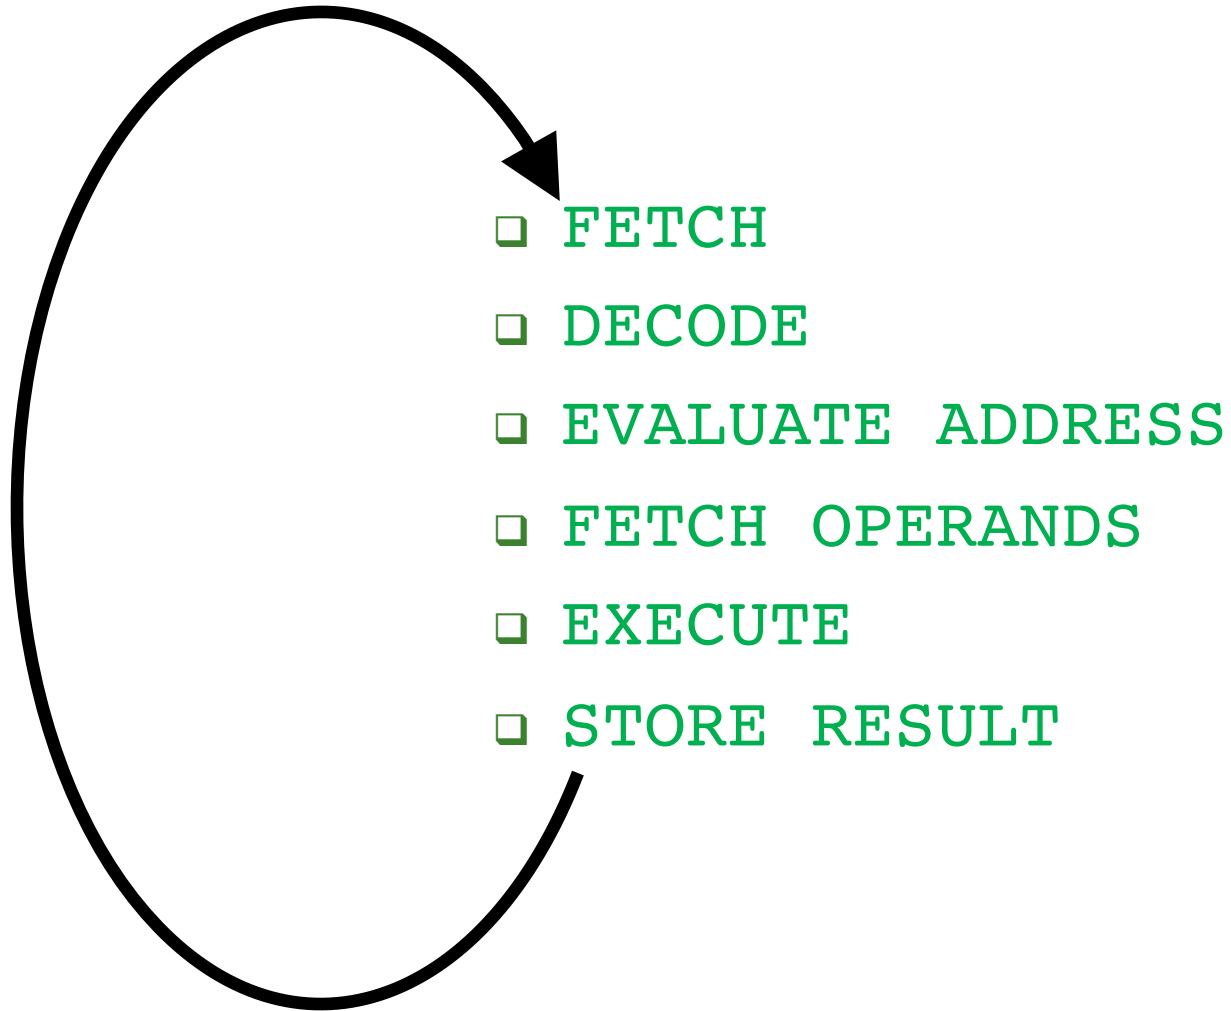 FETCH
DECODE
EVALUATE ADDRESS
FETCH OPERANDS
EXECUTE
STORE RESULT